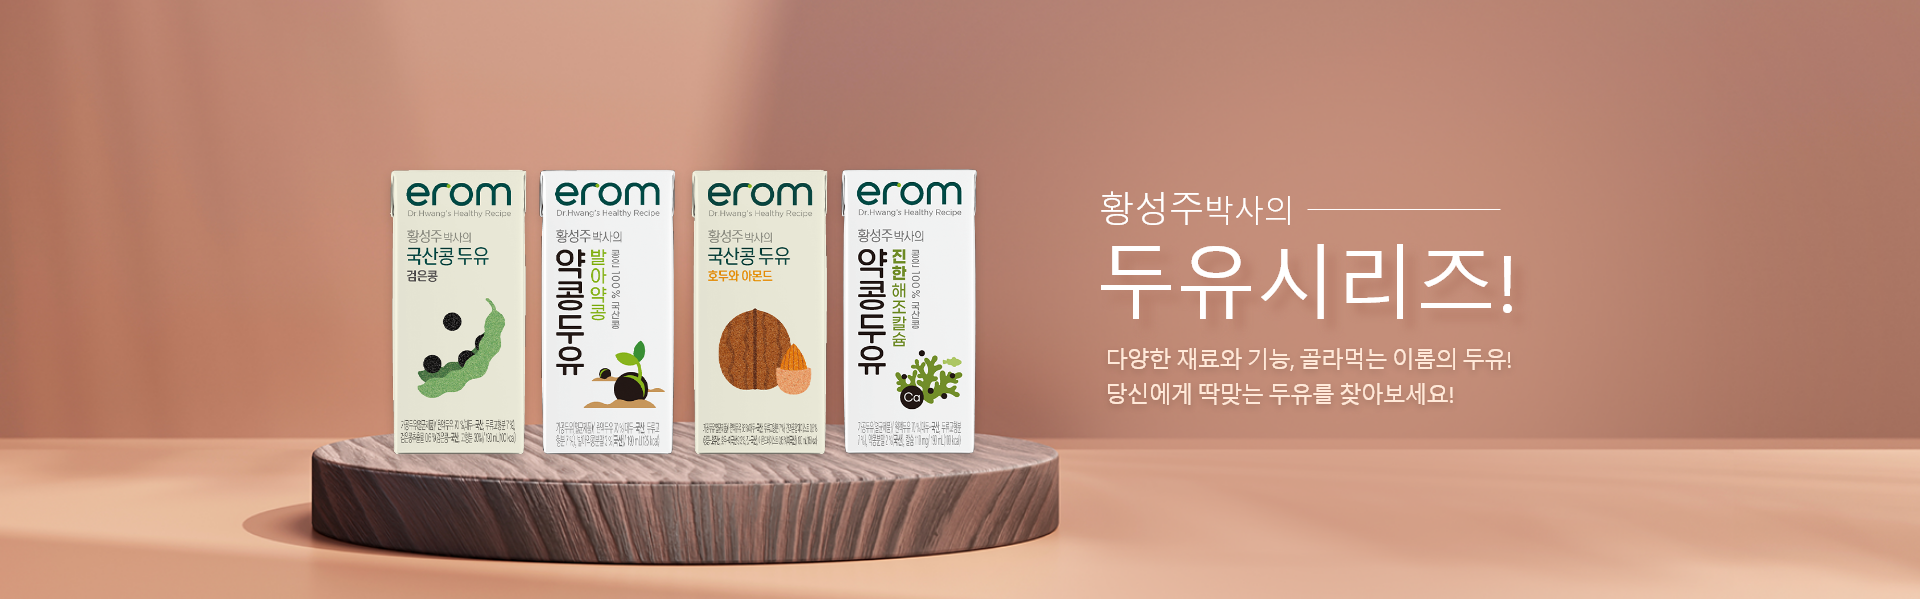 erom
Dr.Hwang's Healthy Recipe
황성주 박사의
국산콩 두유
검은콩
erom
Dr.Hwang's Healthy Recipe
황성주 박사의
약콩두유
발아약콩
콩은 100% 국산콩
erom
Dr.Hwang's Healthy Recipe
황성주 박사의
국산콩 두유
호두와 아몬드
erom
Dr.Hwang's Healthy Recipe
황성주 박사의
약콩두유
진한해조칼슘
콩은 100% 국산콩
Ca
황성주박사의
두유시리즈!
다양한 재료와 기능, 골라먹는 이롬의 두유!
당신에게 딱맞는 두유를 찾아보세요!